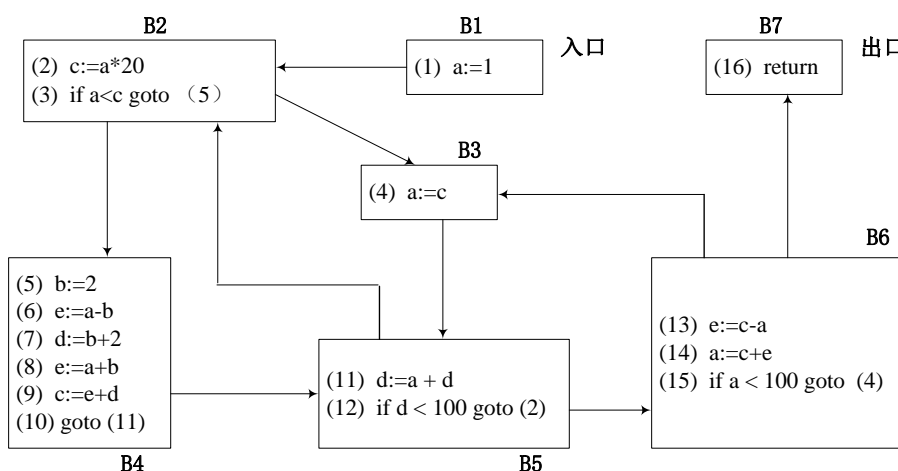 B2
(2) c:=a*20
(3) if a<c goto （5）
B1
(1) a:=1
入口
B7
(16) return
出口
B3
(4) a:=c
B4
(5) b:=2
(6) e:=a-b
(7) d:=b+2
(8) e:=a+b
(9) c:=e+d
(10) goto (11)
B5
(11) d:=a + d
(12) if d < 100 goto (2)
B6
(13) e:=c-a
(14) a:=c+e
(15) if a < 100 goto (4)